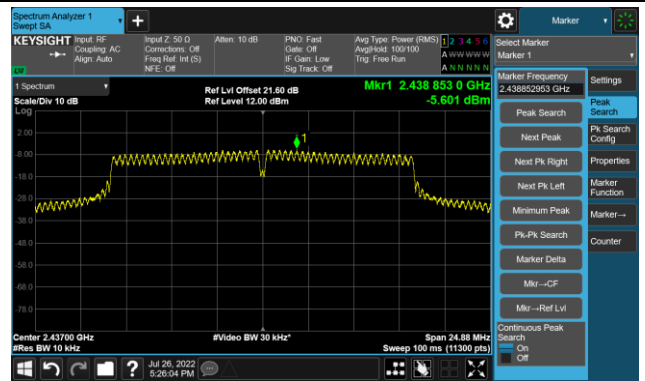 Spectrum Analyzer 1
Swept SA
Marker
KEYSIGHT
Input: RF
Coupling: AC
Align: Auto
Input Z: 50 Ω
Corrections: Off
Freq Ref: Int (S)
NFE: Off
Atten: 10 dB
PNO: Fast
Gate: Off
IF Gain: Low
Sig Track: Off
Avg Type: Power (RMS)
Avg|Hold: 100/100
Trig: Free Run
1 2 3 4 5 6
A W W W W W
A N N N N N
Select Marker
Marker 1
1 Spectrum
Scale/Div 10 dB
Log
Ref Lvl Offset 21.60 dB
Ref Level 12.00 dBm
Mkr1 2.438 853 0 GHz
-5.601 dBm
2.00
-8.00
-18.0
-28.0
-38.0
-48.0
-58.0
-68.0
-78.0
1
Center 2.43700 GHz
#Res BW 10 kHz
#Video BW 30 kHz*
Span 24.88 MHz
Sweep 100 ms (11300 pts)
Marker Frequency
2.438852953 GHz
Peak Search
Next Peak
Next Pk Right
Next Pk Left
Minimum Peak
Pk-Pk Search
Marker Delta
Mkr→CF
Mkr→Ref Lvl
Continuous Peak
Search
On
Off
Settings
Peak
Search
Pk Search
Config
Properties
Marker
Function
Marker→
Counter
Jul 26, 2022
5:26:04 PM